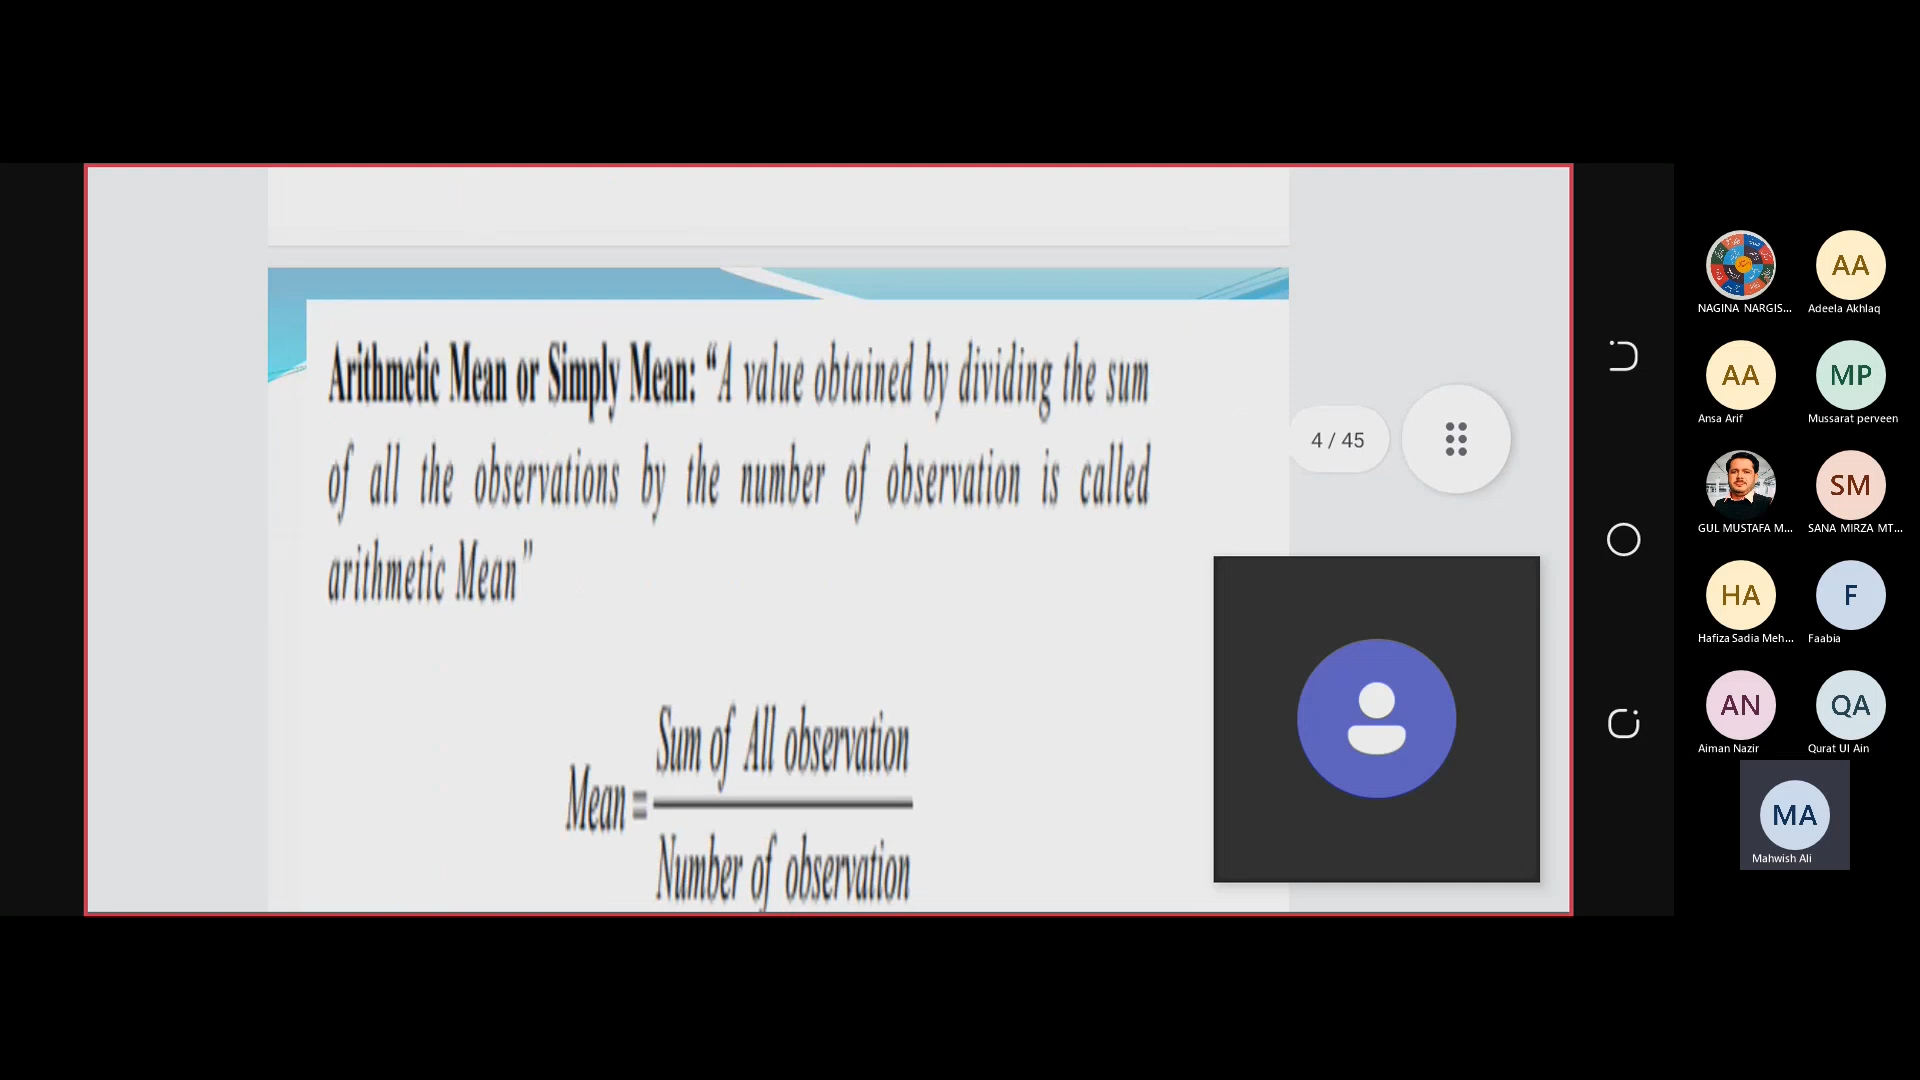 Arithmetic Mean or Simply Mean: “A value obtained by dividing the sum
of all the observations by the number of observation is called
arithmetic Mean”
Mean = Sum of All observation
Number of observation
4 / 45
NAGINA NARGIS...
AA
Adeela Akhlaq
AA
Ansa Arif
MP
Mussarat perveen
GUL MUSTAFA M...
SM
SANA MIRZA MT...
HA
Hafiza Sadia Meh...
F
Faabia
AN
Aiman Nazir
QA
Qurat Ul Ain
MA
Mahwish Ali